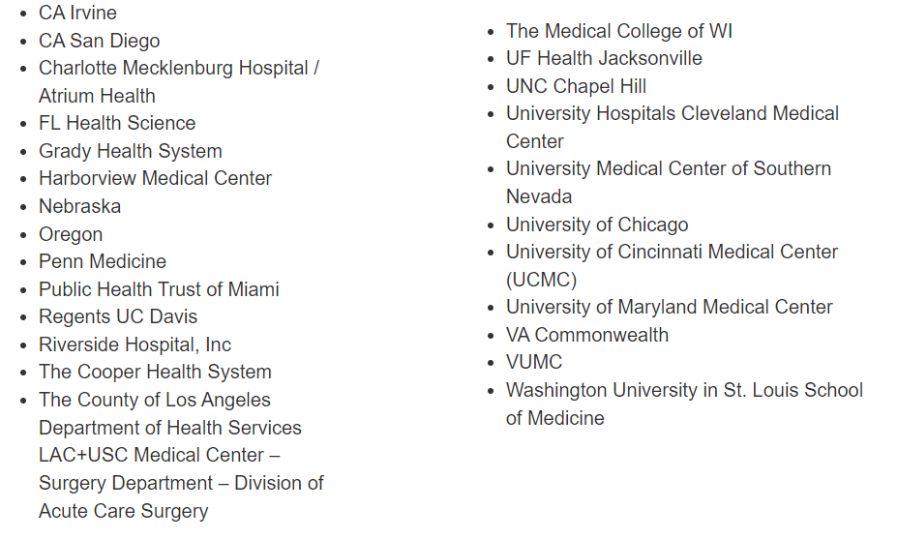 CA Irvine
CA San Diego
Charlotte Mecklenburg Hospital /
Atrium Health
FL Health Science
Grady Health System
Harborview Medical Center
Nebraska
Oregon
Penn Medicine
Public Health Trust of Miami
Regents UC Davis
Riverside Hospital, Inc
The Cooper Health System
The County of Los Angeles
Department of Health Services
LAC+USC Medical Center –
Surgery Department – Division of
Acute Care Surgery
The Medical College of WI
UF Health Jacksonville
UNC Chapel Hill
University Hospitals Cleveland Medical
Center
University Medical Center of Southern
Nevada
University of Chicago
University of Cincinnati Medical Center
(UCMC)
University of Maryland Medical Center
VA Commonwealth
VUMC
Washington University in St. Louis School
of Medicine